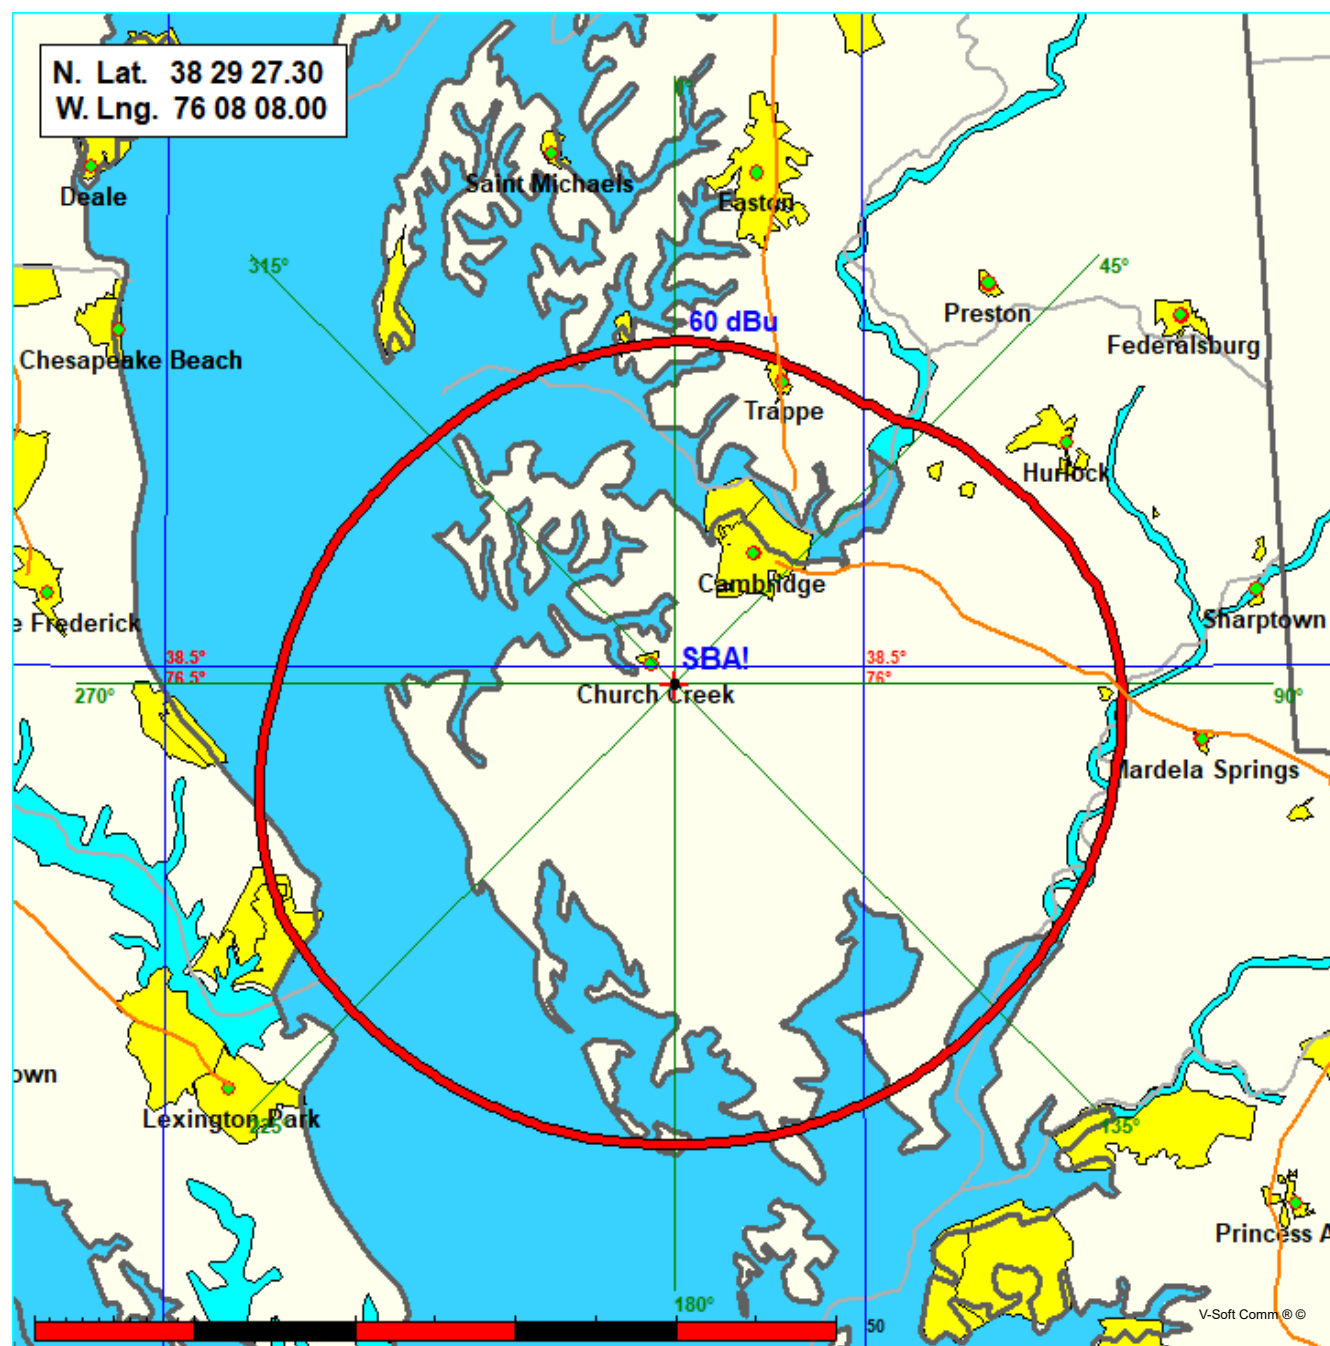 N. Lat. 38 29 27.30
W. Lng. 76 08 08.00
0°
Deale
Saint Michaels
Easton
315°
45°
Preston
60 dBu
Federalsburg
Chesapeake Beach
Trappe
Hurlock
Cambridge
e Frederick
Sharptown
38.5°
76.5°
SBA!
38.5°
76°
270°
Church Creek
90°
Mardela Springs
own
Lexington Park
225°
135°
Princess A
180°
50
V-Soft Comm ® ©